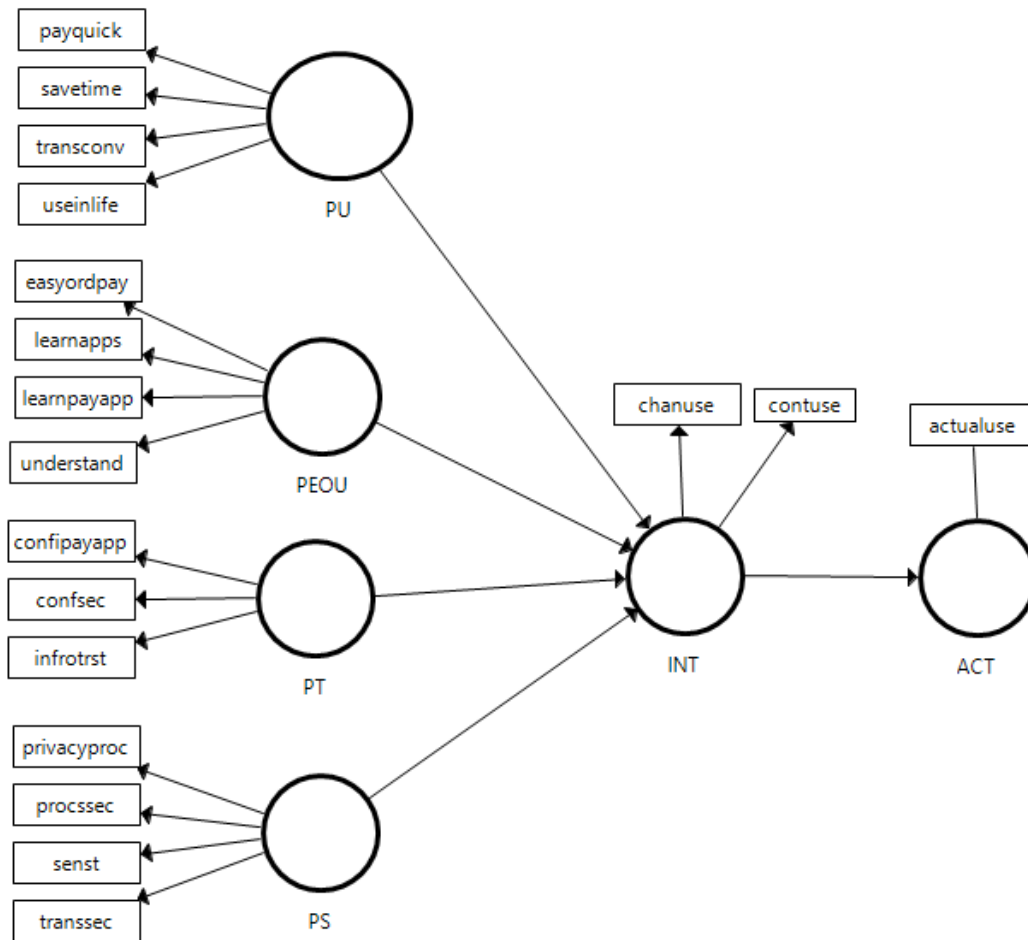 payquick
savetime
transconv
useinlife
PU
easyordpay
learnapps
learnpayapp
understand
PEOU
confipayapp
confsec
infrotrst
PT
privacyproc
procssec
senst
transsec
PS
chanuse
contuse
INT
actualuse
ACT